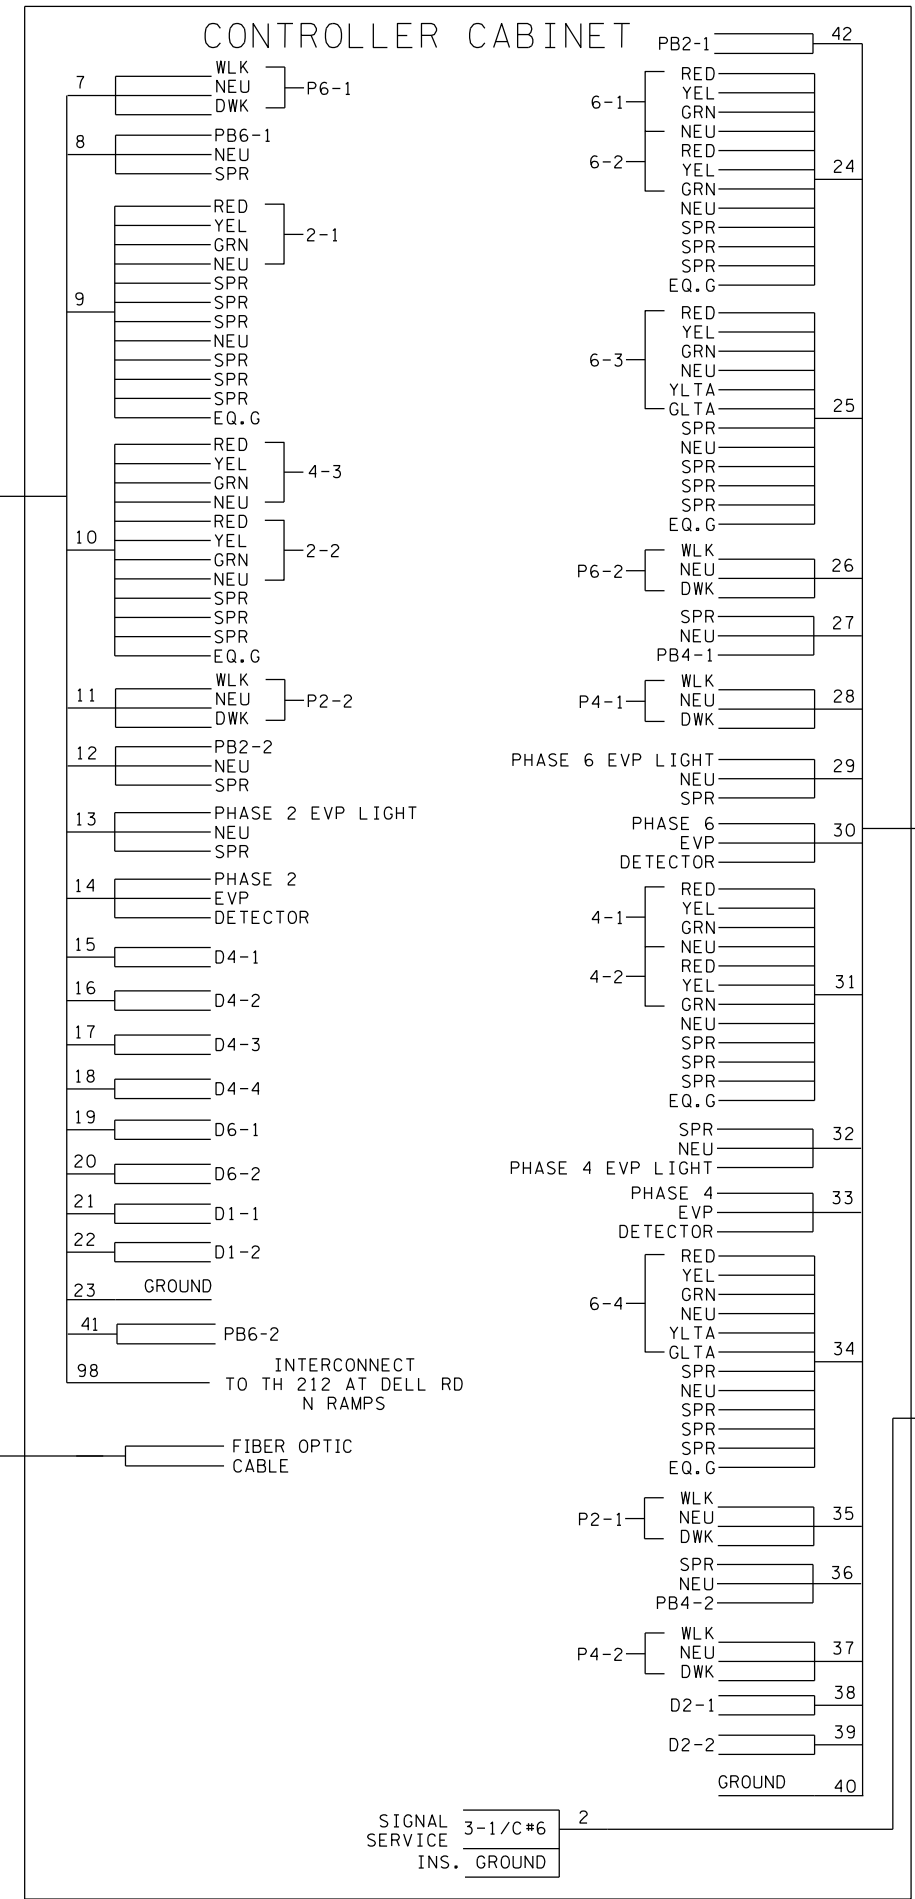 CONTROLLER CABINET
7
WLK
NEU
DWK
P6-1
8
PB6-1
NEU
SPR
9
RED
YEL
GRN
NEU
2-1
SPR
SPR
SPR
NEU
SPR
SPR
SPR
EQ.G
10
RED
YEL
GRN
NEU
4-3
RED
YEL
GRN
NEU
2-2
SPR
SPR
SPR
EQ.G
11
WLK
NEU
DWK
P2-2
12
PB2-2
NEU
SPR
13
PHASE 2 EVP LIGHT
NEU
SPR
14
PHASE 2
EVP
DETECTOR
15
D4-1
16
D4-2
17
D4-3
18
D4-4
19
D6-1
20
D6-2
21
D1-1
22
D1-2
23
GROUND
41
PB6-2
98
INTERCONNECT
TO TH 212 AT DELL RD
N RAMPS
FIBER OPTIC
CABLE
PB2-1
42
6-1
6-2
RED
YEL
GRN
NEU
RED
YEL
GRN
NEU
SPR
SPR
SPR
EQ.G
24
6-3
RED
YEL
GRN
NEU
YLTA
GLTA
SPR
NEU
SPR
SPR
SPR
EQ.G
25
P6-2
WLK
NEU
DWK
26
SPR
NEU
PB4-1
27
P4-1
WLK
NEU
DWK
28
PHASE 6 EVP LIGHT
NEU
SPR
29
PHASE 6
EVP
DETECTOR
30
4-1
4-2
RED
YEL
GRN
NEU
RED
YEL
GRN
NEU
SPR
SPR
SPR
EQ.G
31
SPR
NEU
PHASE 4 EVP LIGHT
32
PHASE 4
EVP
DETECTOR
33
6-4
RED
YEL
GRN
NEU
YLTA
GLTA
SPR
NEU
SPR
SPR
SPR
EQ.G
34
P2-1
WLK
NEU
DWK
35
SPR
NEU
PB4-2
36
P4-2
WLK
NEU
DWK
37
D2-1
38
D2-2
39
GROUND
40
SIGNAL
SERVICE
3-1/C#6
2
INS. GROUND